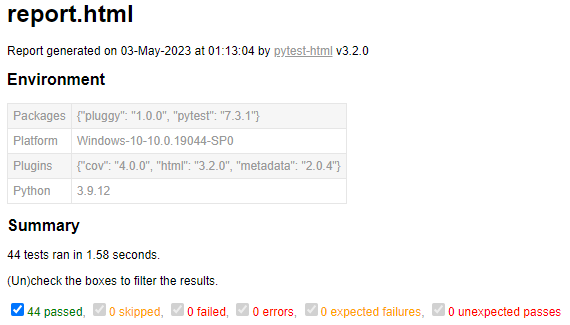 report.html
Report generated on 03-May-2023 at 01:13:04 by pytest-html v3.2.0
Environment
Packages {"pluggy": "1.0.0", "pytest": "7.3.1"}
Platform Windows-10-10.0.19044-SP0
Plugins {"cov": "4.0.0", "html": "3.2.0", "metadata": "2.0.4"}
Python 3.9.12
Summary
44 tests ran in 1.58 seconds.
(Un)check the boxes to filter the results.
44 passed, 0 skipped, 0 failed, 0 errors, 0 expected failures, 0 unexpected passes